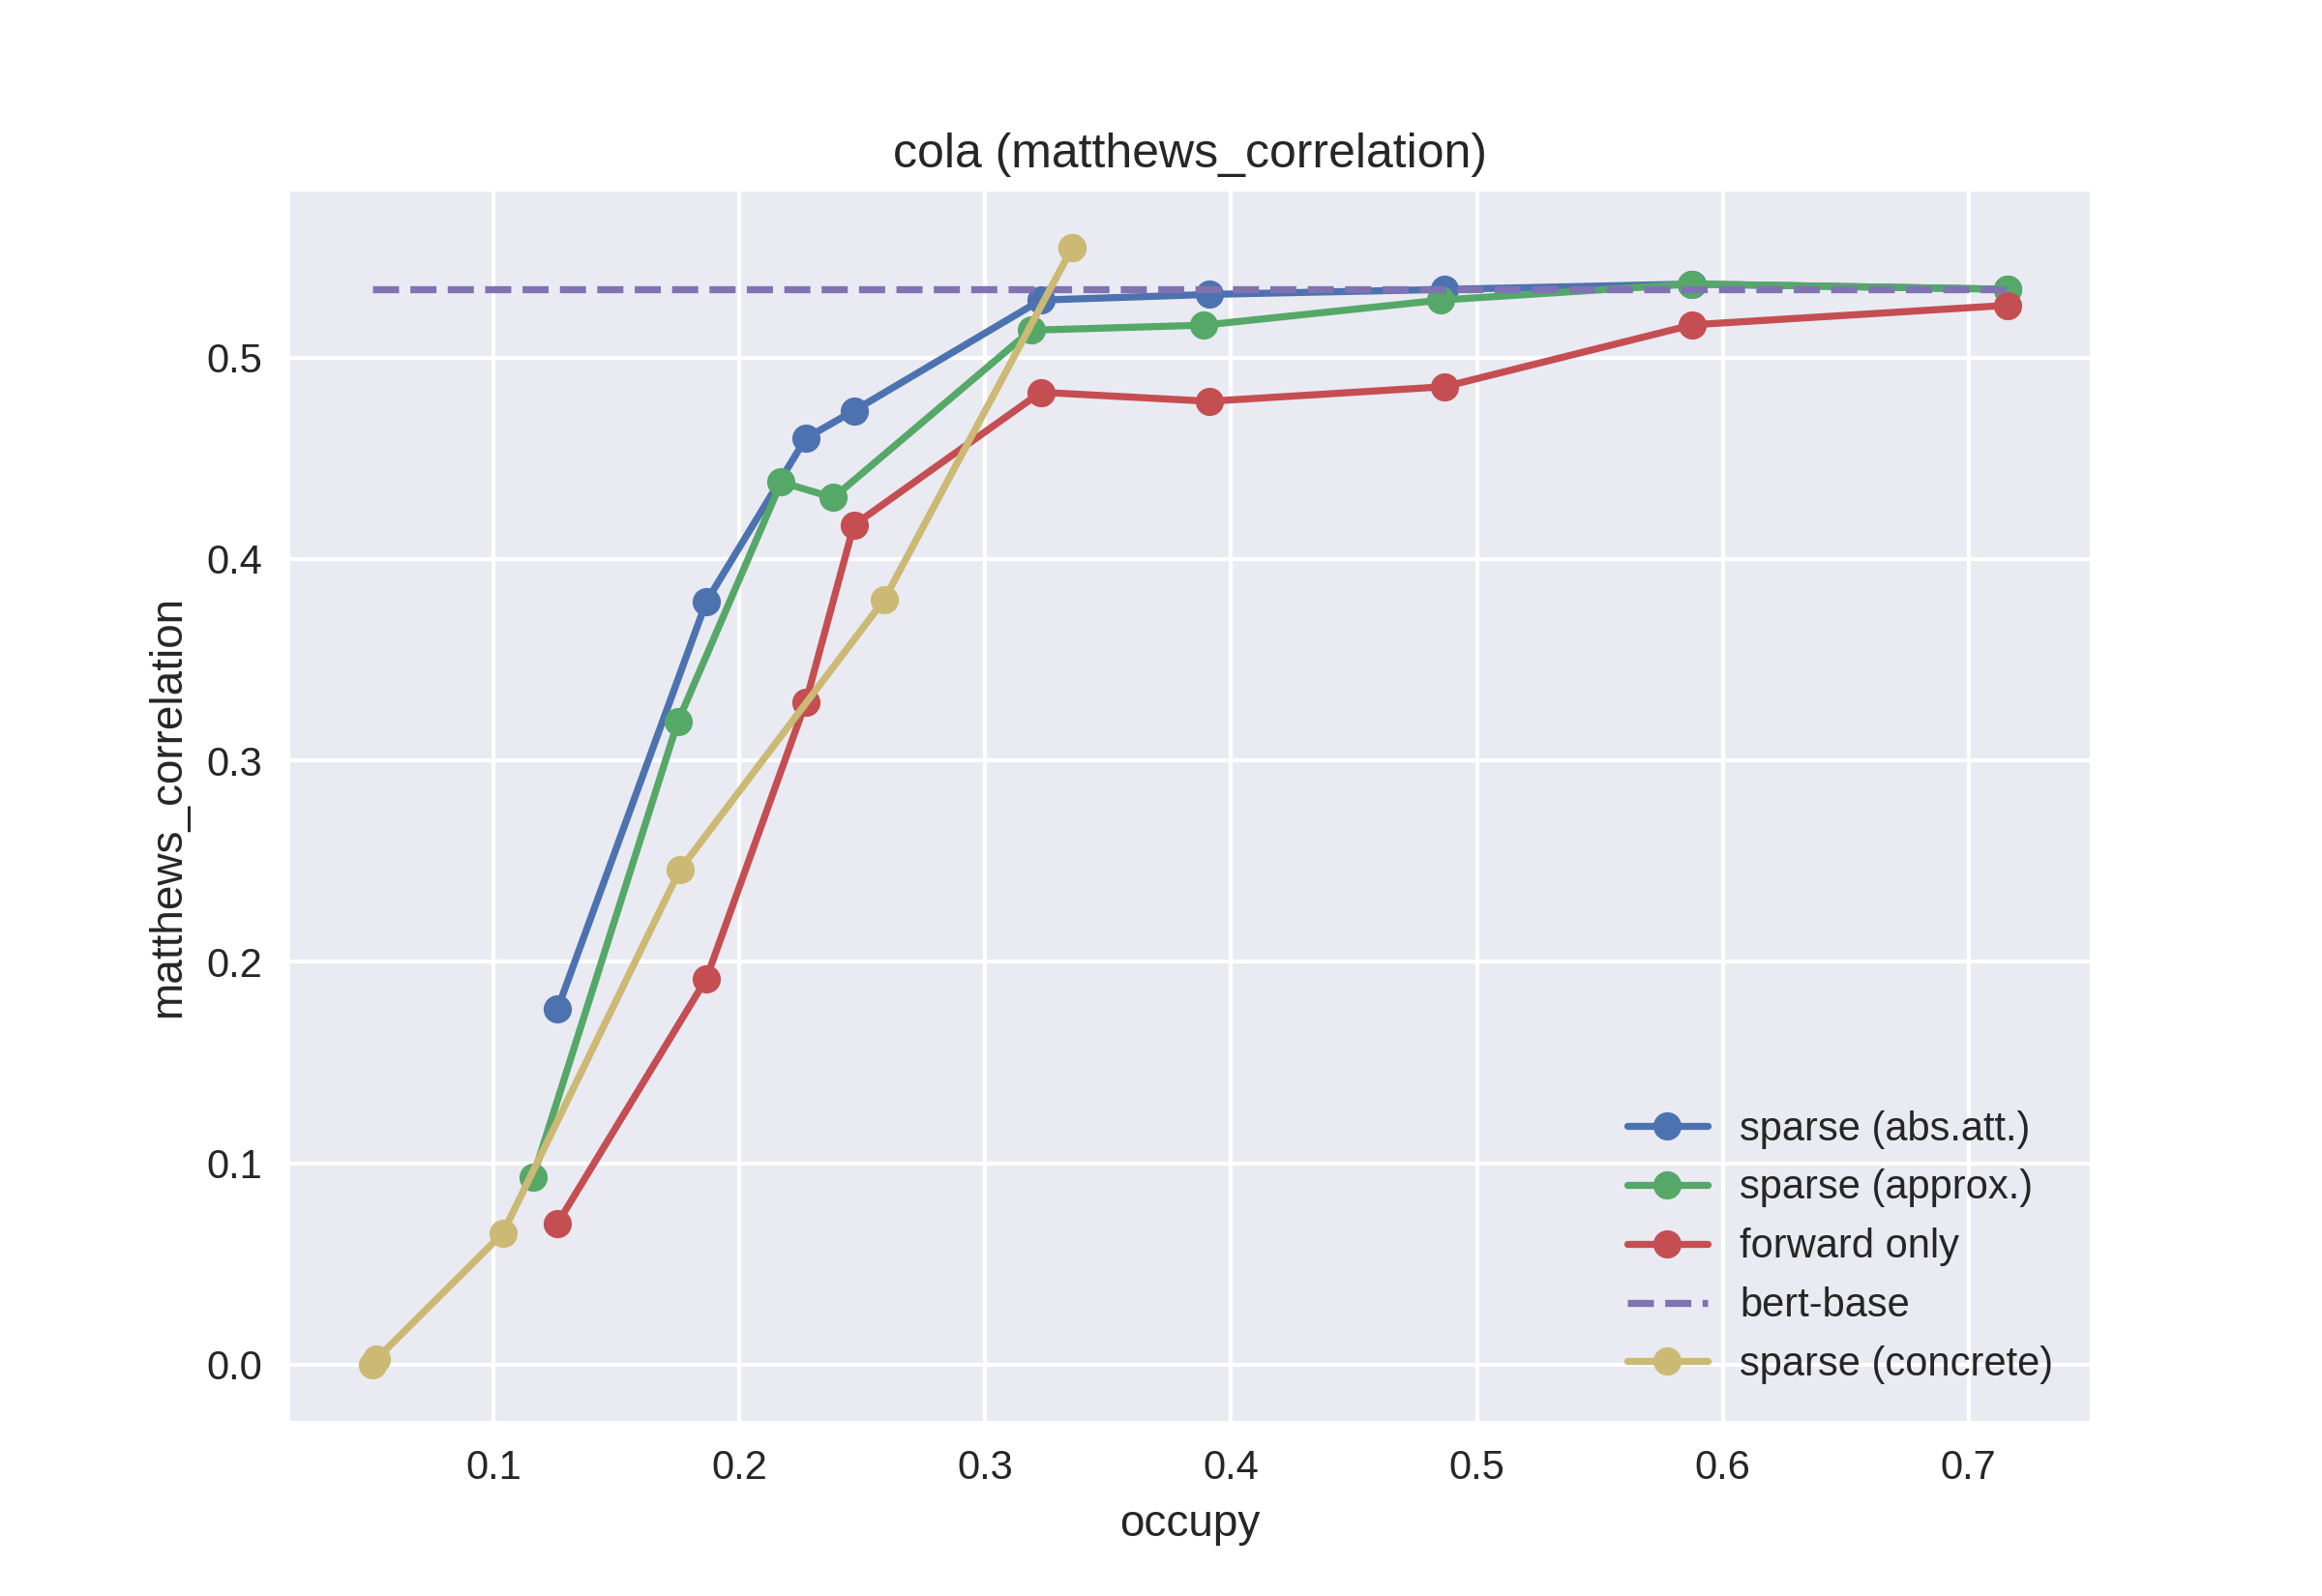 cola (matthews_correlation)
matthews_correlation
0.5
0.4
0.3
0.2
0.1
0.0
sparse (abs.att.)
sparse (approx.)
forward only
bert-base
sparse (concrete)
0.1 0.2 0.3 0.4 0.5 0.6 0.7
occupy